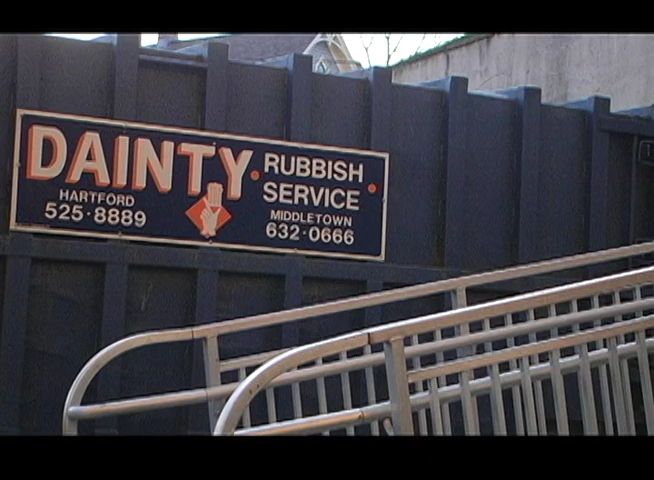 DAINTY
RUBBISH
SERVICE
HARTFORD
525·8889
MIDDLETOWN
632·0666